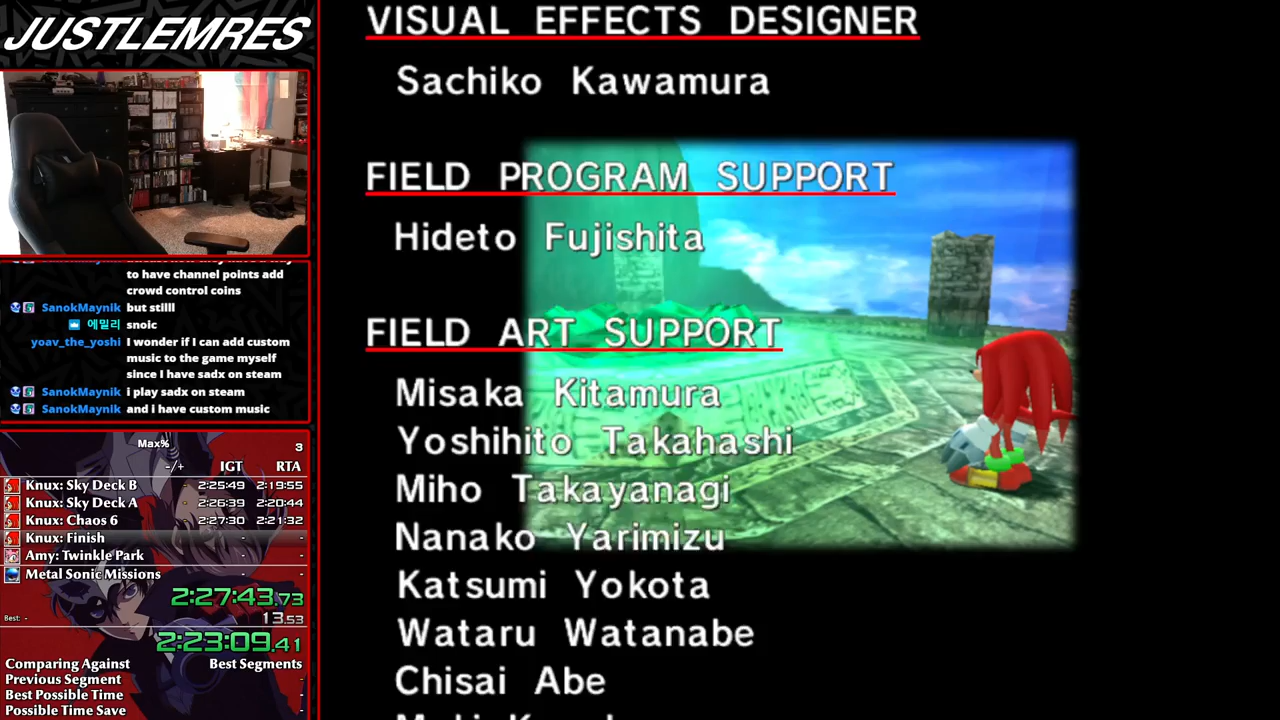 JUSTLEMRES
to have channel points add
crowd control coins
SanokMaynik but stilll
에밀리 snoic
yoav_the_yoshi I wonder if I can add custom
music to the game myself
since I have sadx on steam
SanokMaynik i play sadx on steam
SanokMaynik and i have custom music
Max%
3
-/+ IGT RTA
Knux: Sky Deck B - 2:25:49 2:19:55
Knux: Sky Deck A - 2:26:39 2:20:44
Knux: Chaos 6 - 2:27:30 2:21:32
Knux: Finish - -
Amy: Twinkle Park - -
Metal Sonic Missions - -
2:27:43.73
Best: - 13.53
2:23:09.41
Comparing Against Best Segments
Previous Segment -
Best Possible Time -
Possible Time Save -
VISUAL EFFECTS DESIGNER
Sachiko Kawamura
FIELD PROGRAM SUPPORT
Hideto Fujishita
FIELD ART SUPPORT
Misaka Kitamura
Yoshihito Takahashi
Miho Takayanagi
Nanako Yarimizu
Katsumi Yokota
Wataru Watanabe
Chisai Abe